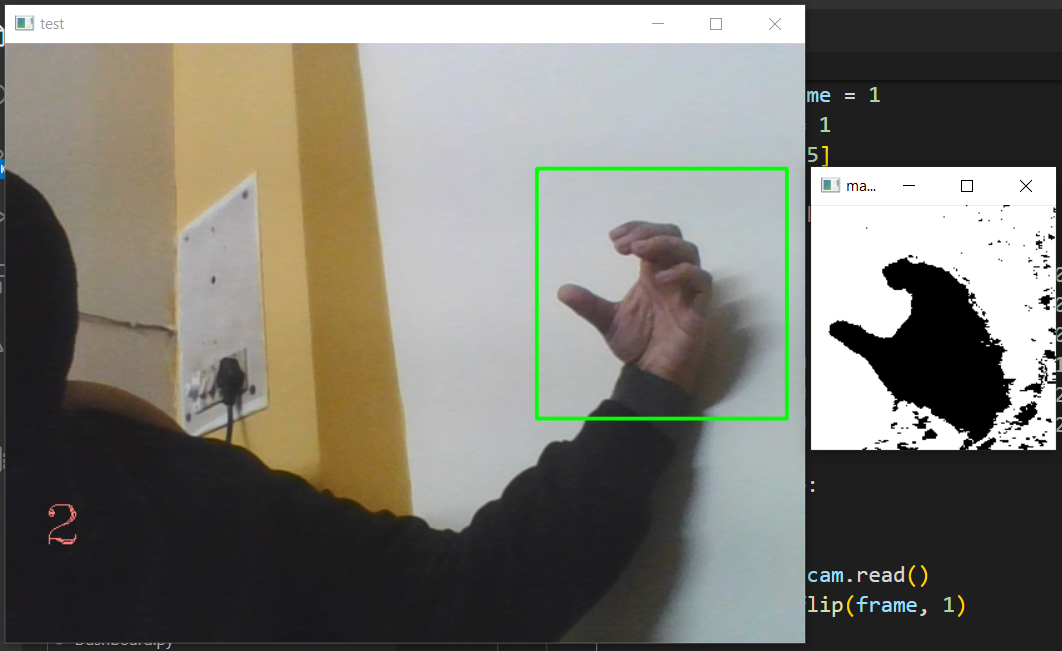 test
me = 1
1
5]
ma...
2
:
cam.read()
lip(frame, 1)
Dashboard.py